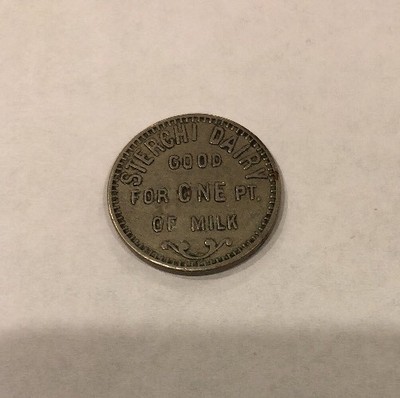 STERCHI DAIRY
GOOD
FOR ONE PT.
OF MILK